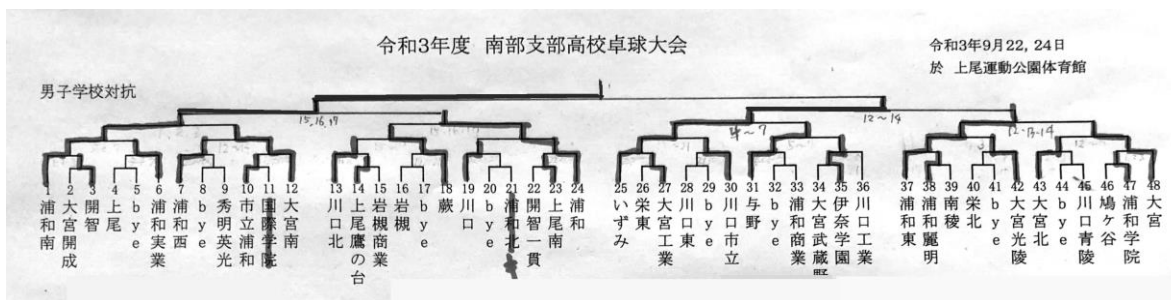 令和3年度 南部支部高校卓球大会
令和3年9月22, 24日
於 上尾運動公園体育館
男子学校対抗
15,16,17
12〜14
4〜7
12-13-14
1 浦和南
2 大宮開成
3 開智
4 上尾
5 bye
6 浦和実業
7 浦和西
8 bye
9 秀明英光
10 市立浦和
11 国際学院
12 大宮南
13 川口北
14 上尾鷹の台
15 岩槻商業
16 岩槻
17 bye
18 蕨
19 川口
20 bye
21 浦和北
22 開智一貫
23 上尾南
24 浦和
25 いずみ
26 栄東
27 大宮工業
28 川口東
29 bye
30 川口市立
31 与野
32 bye
33 浦和商業
34 大宮武蔵野
35 伊奈学園
36 川口工業
37 浦和東
38 浦和麗明
39 南稜
40 栄北
41 bye
42 大宮光陵
43 大宮北
44 bye
45 川口青陵
46 鳩ヶ谷
47 浦和学院
48 大宮